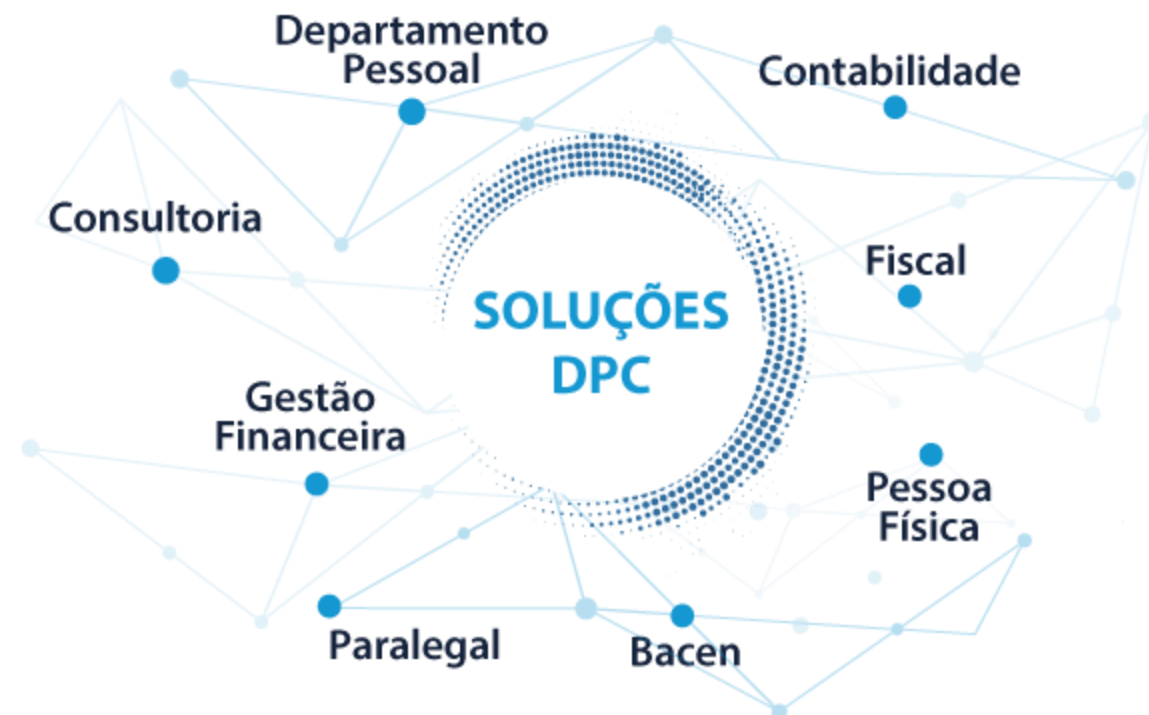 Departamento
Pessoal
Contabilidade
Consultoria
Fiscal
SOLUÇÕES
DPC
Gestão
Financeira
Pessoa
Física
Paralegal
Bacen